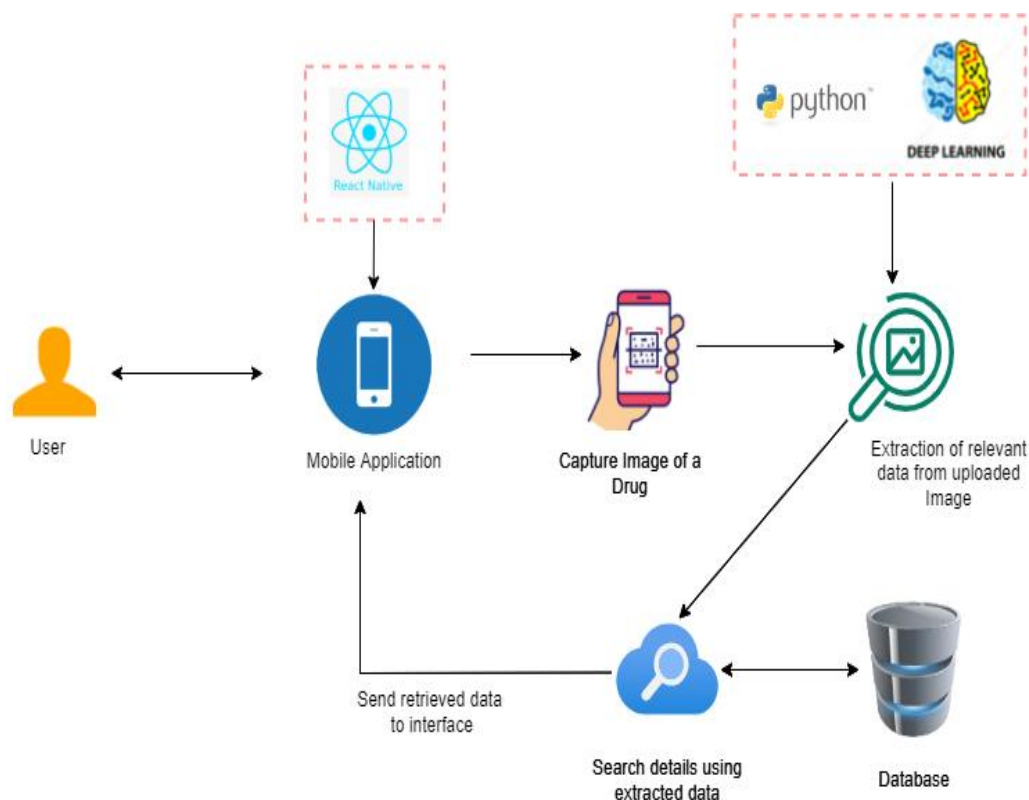 python™
DEEP LEARNING
React Native
User
Mobile Application
Capture Image of a
Drug
Extraction of relevant
data from uploaded
Image
Send retrieved data
to interface
Search details using
extracted data
Database